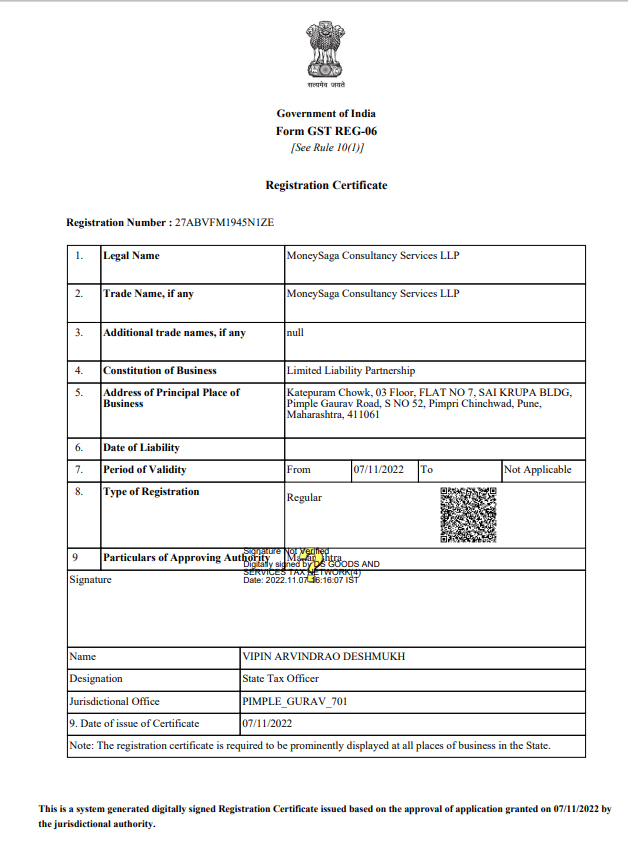 सत्यमेव जयते
Government of India
Form GST REG-06
[See Rule 10(1)]
Registration Certificate
Registration Number : 27ABVFM1945N1ZE
1. Legal Name MoneySaga Consultancy Services LLP
2. Trade Name, if any MoneySaga Consultancy Services LLP
3. Additional trade names, if any null
4. Constitution of Business Limited Liability Partnership
5. Address of Principal Place of Business Katepuram Chowk, 03 Floor, FLAT NO 7, SAI KRUPA BLDG,
Pimple Gaurav Road, S NO 52, Pimpri Chinchwad, Pune,
Maharashtra, 411061
6. Date of Liability
7. Period of Validity From 07/11/2022 To Not Applicable
8. Type of Registration Regular
9 Particulars of Approving Authority
Signature Not Verified
Digitally signed by DS GOODS AND
SERVICES TAX NETWORK(4)
Date: 2022.11.07 16:16:07 IST
Signature
Name VIPIN ARVINDRAO DESHMUKH
Designation State Tax Officer
Jurisdictional Office PIMPLE_GURAV_701
9. Date of issue of Certificate 07/11/2022
Note: The registration certificate is required to be prominently displayed at all places of business in the State.
This is a system generated digitally signed Registration Certificate issued based on the approval of application granted on 07/11/2022 by
the jurisdictional authority.